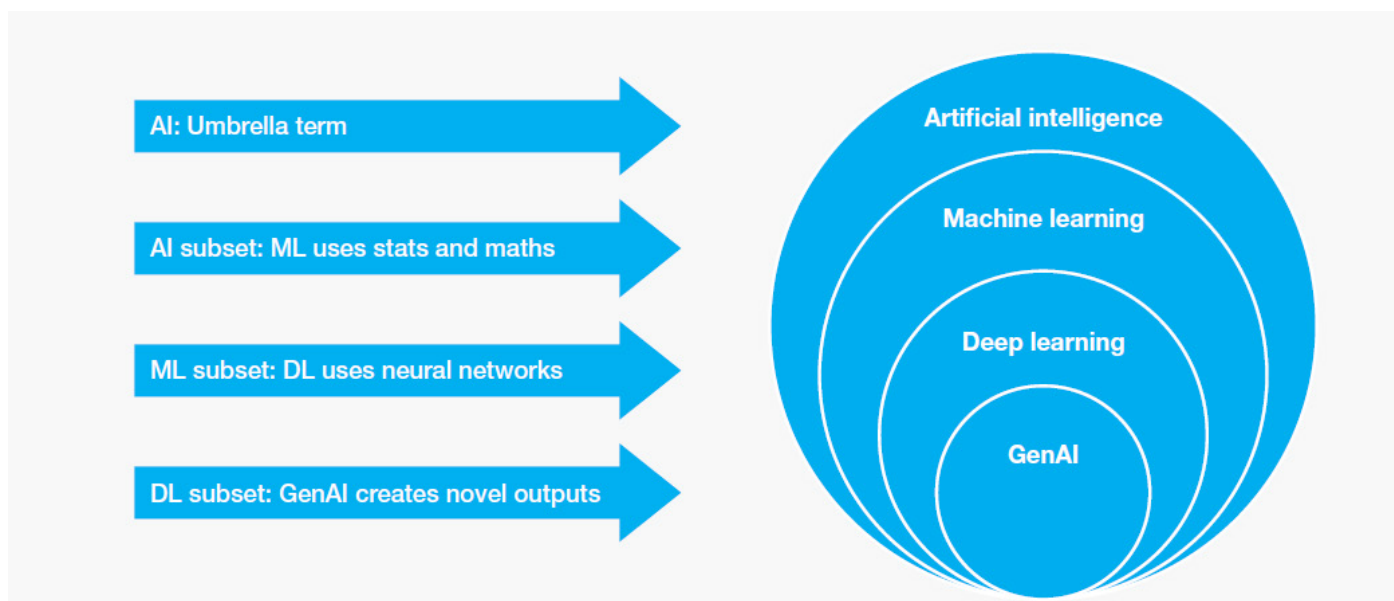 AI: Umbrella term
AI subset: ML uses stats and maths
ML subset: DL uses neural networks
DL subset: GenAI creates novel outputs
Artificial intelligence
Machine learning
Deep learning
GenAI